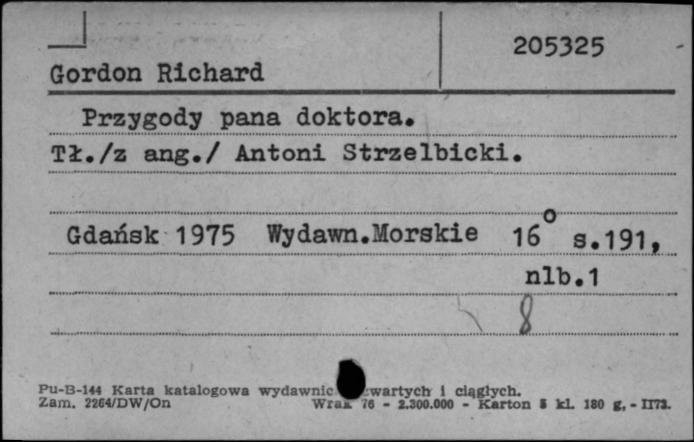 205325
Gordon Richard
Przygody pana doktora.
Tł./z ang./ Antoni Strzelbicki.
Gdańsk 1975 Wydawn.Morskie 16° s.191,
nlb.1
8
Pu-B-144 Karta katalogowa wydawnic wartych i ciągłych.
Zam. 2264/DW/On Wrak 76 - 2.300.000 - Karton 5 kl. 180 g, - II73.